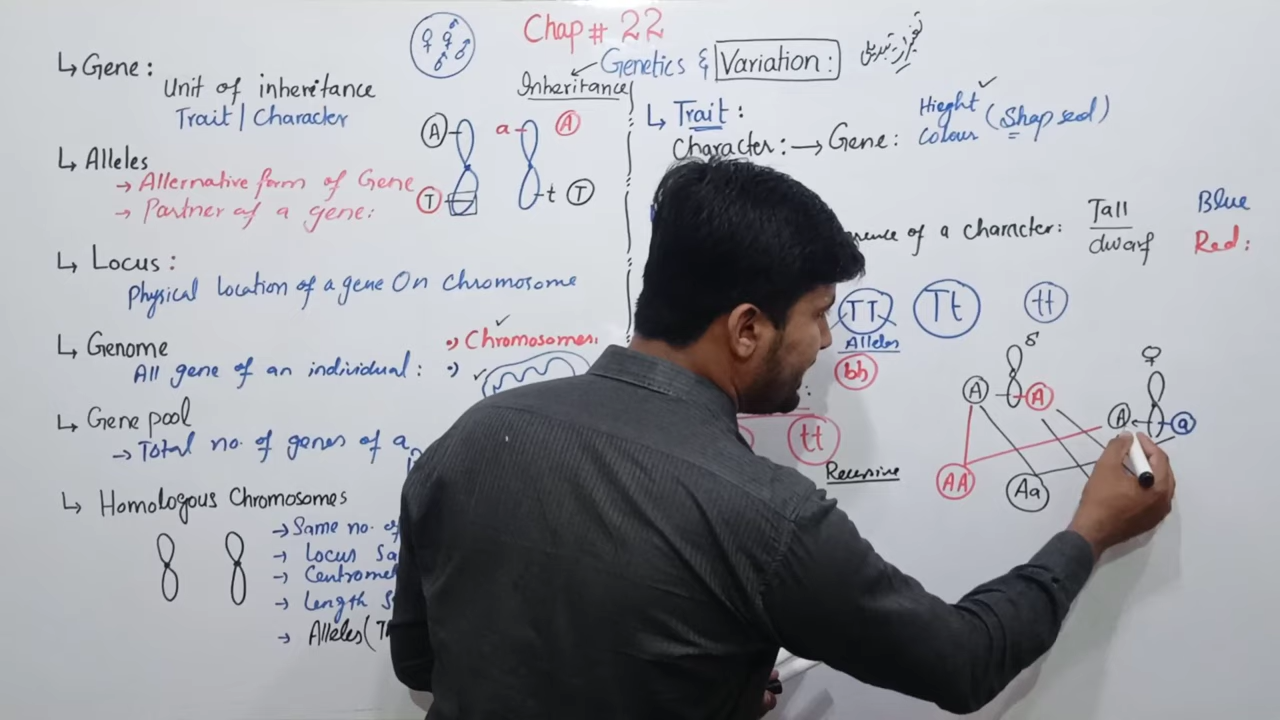 Chap # 22
Genetics & Variation:
Inheritance
تغیرات - تبدیلی
↳ Gene:
Unit of inheritance
Trait | Character
A a A
T t T
↳ Alleles
→ Allernative form of Gene
→ Partner of a gene:
↳ Locus:
Physical Location of a gene On Chromosome
↳ Genome
All gene of an individual:
•) Chromosomes:
•)
↳ Gene pool
→ Total no. of genes of a
↳ Homologous Chromosomes
→ Same no. of
→ Locus Sa
→ Centromet
→ Length S
→ Alleles (T
↳ Trait:
Character: → Gene:
Hieght
Colour (Shap seed)
of a character:
Tall
dwarf
Blue
Red:
TT Tt tt
Alleles
bb
tt
Recessive
♂ ♀
A A A a
AA Aa